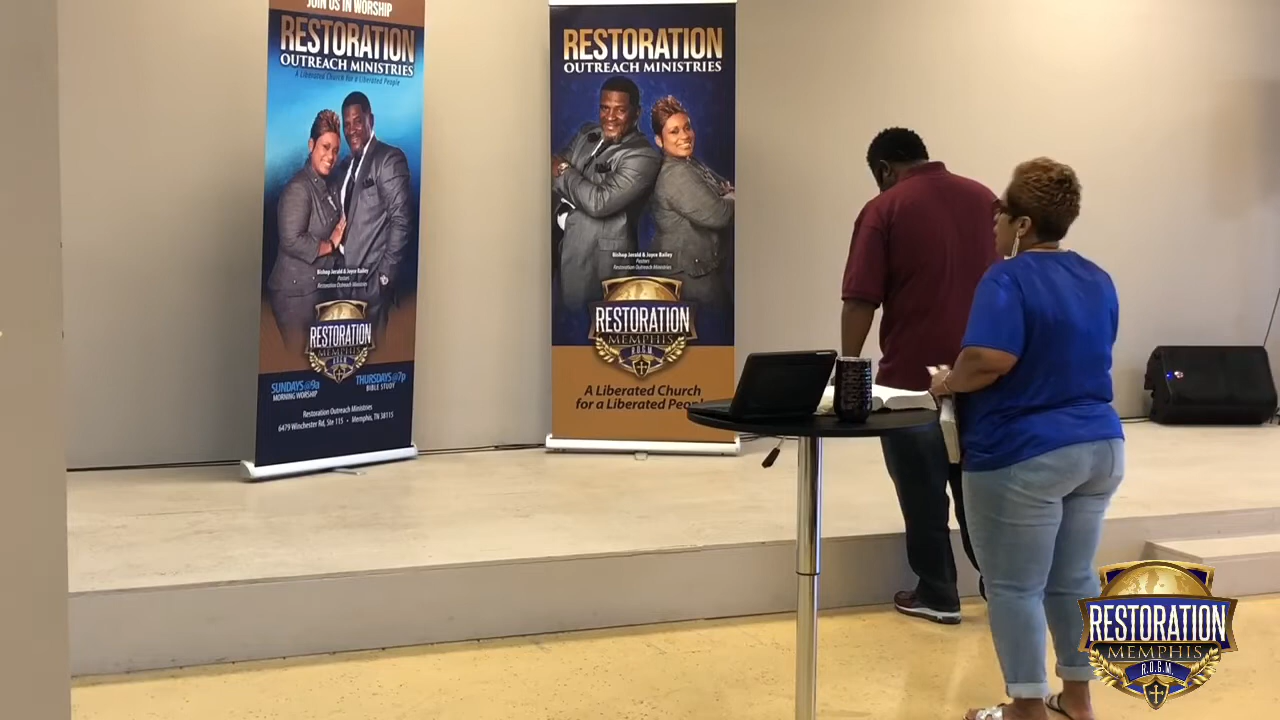 JOIN US IN WORSHIP
RESTORATION
OUTREACH MINISTRIES
A Liberated Church for a Liberated People
Bishop Jerald & Joyce Bailey
Pastors
Restoration Outreach Ministries
RESTORATION
MEMPHIS
R.O.G.M.
SUNDAYS@9a
MORNING WORSHIP
THURSDAYS@7p
BIBLE STUDY
Restoration Outreach Ministries
6479 Winchester Rd, Ste 115 • Memphis, TN 38115
RESTORATION
OUTREACH MINISTRIES
Bishop Jerald & Joyce Bailey
Pastors
Restoration Outreach Ministries
RESTORATION
MEMPHIS
R.O.G.M.
A Liberated Church
for a Liberated Peopl
RESTORATION
MEMPHIS
R.O.G.M.